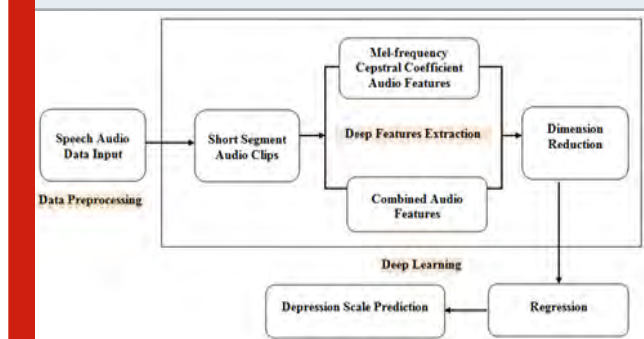 Speech Audio
Data Input
Data Preprocessing
Short Segment
Audio Clips
Mel-frequency
Cepstral Coefficient
Audio Features
Deep Features Extraction
Combined Audio
Features
Dimension
Reduction
Deep Learning
Depression Scale Prediction
Regression